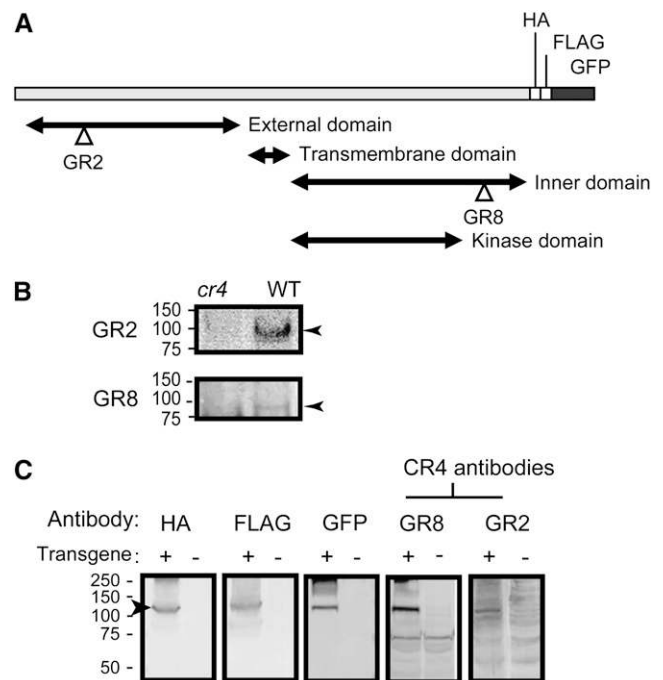 A
HA
FLAG
GFP
External domain
GR2
Transmembrane domain
Inner domain
GR8
Kinase domain
B
cr4 WT
GR2
150 -
100 -
75 -
GR8
150 -
100 -
75 -
C
CR4 antibodies
Antibody: HA FLAG GFP GR8 GR2
Transgene: + - + - + - + - + -
250 -
150 -
100 -
75 -
50 -